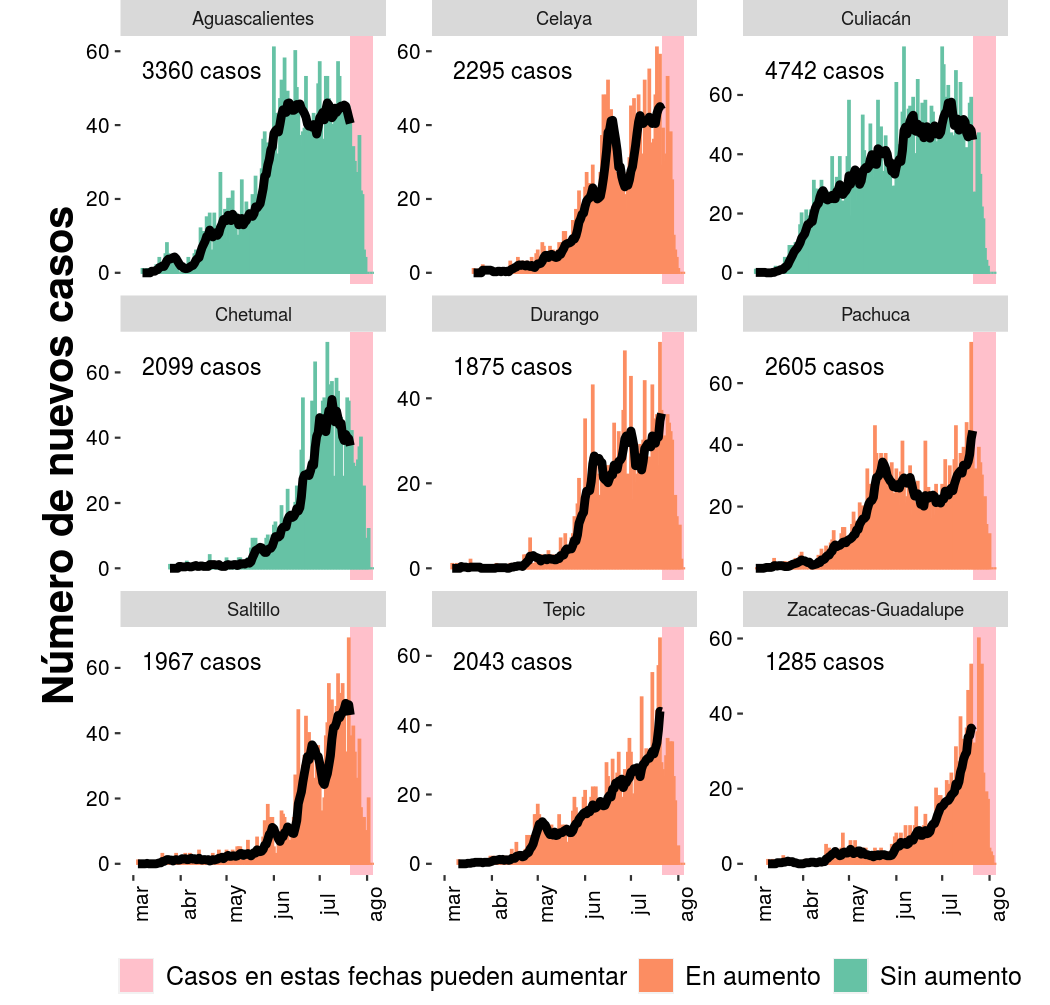 Número de nuevos casos
Aguascalientes
Celaya
Culiacán
60
40
20
0
3360 casos
60
40
20
0
2295 casos
60
40
20
0
4742 casos
Chetumal
Durango
Pachuca
60
40
20
0
2099 casos
40
20
0
1875 casos
60
40
20
0
2605 casos
Saltillo
Tepic
Zacatecas-Guadalupe
60
40
20
0
1967 casos
60
40
20
0
2043 casos
60
40
20
0
1285 casos
mar abr may jun jul ago
mar abr may jun jul ago
mar abr may jun jul ago
Casos en estas fechas pueden aumentar En aumento Sin aumento